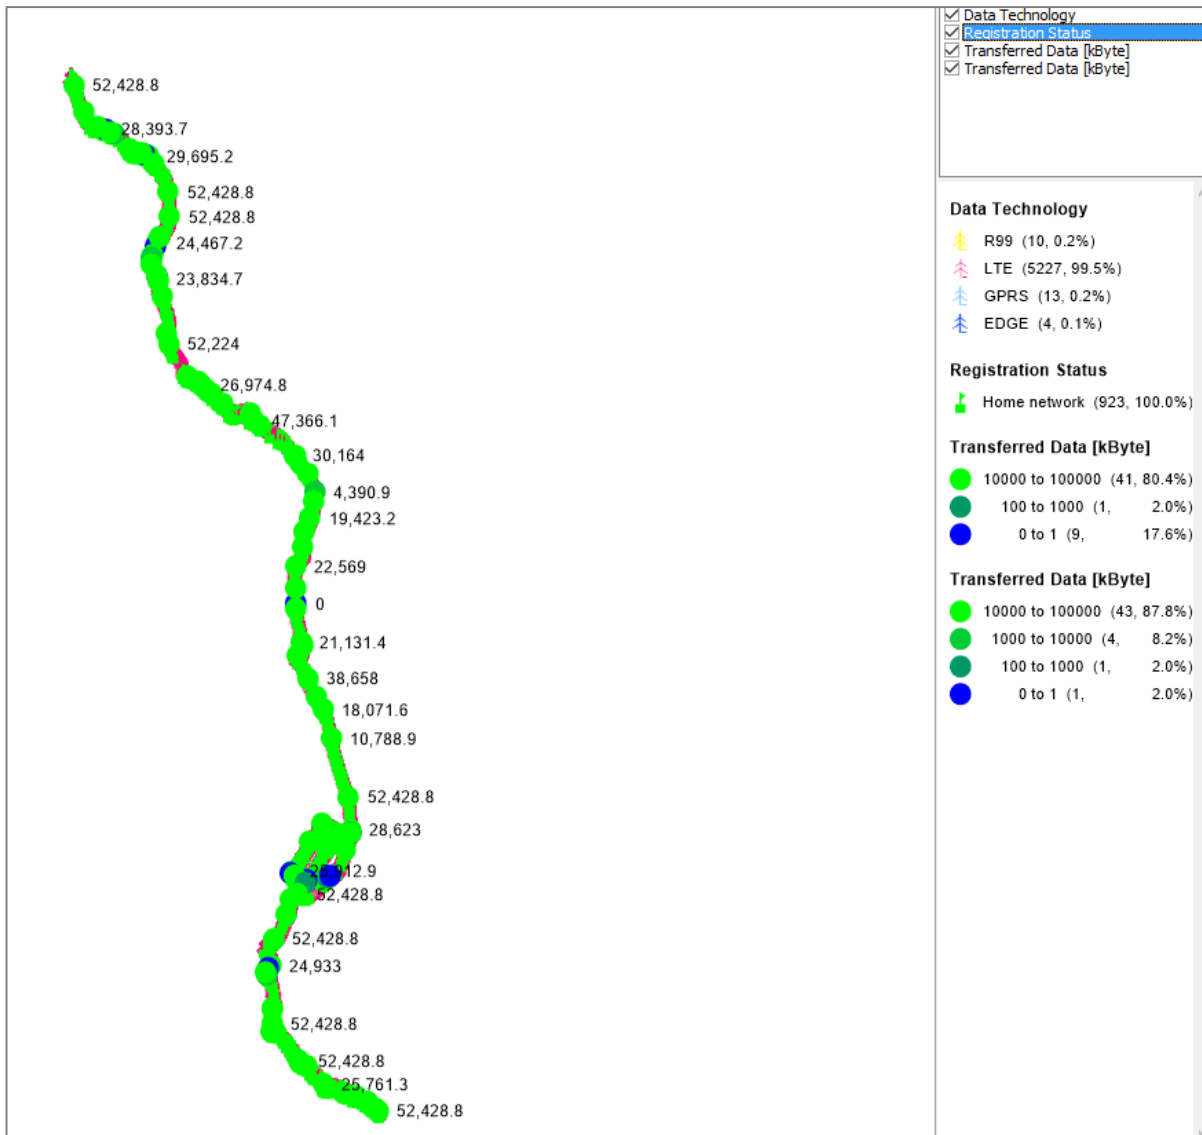 Data Technology
Registration Status
Transferred Data [kByte]
Transferred Data [kByte]
52,428.8
28,393.7
29,695.2
52,428.8
52,428.8
24,467.2
23,834.7
52,224
26,974.8
47,366.1
30,164
4,390.9
19,423.2
22,569
0
21,131.4
38,658
18,071.6
10,788.9
52,428.8
28,623
52,428.8
52,428.8
24,933
52,428.8
52,428.8
25,761.3
52,428.8
Data Technology
R99 (10, 0.2%)
LTE (5227, 99.5%)
GPRS (13, 0.2%)
EDGE (4, 0.1%)
Registration Status
Home network (923, 100.0%)
Transferred Data [kByte]
10000 to 100000 (41, 80.4%)
100 to 1000 (1, 2.0%)
0 to 1 (9, 17.6%)
Transferred Data [kByte]
10000 to 100000 (43, 87.8%)
1000 to 10000 (4, 8.2%)
100 to 1000 (1, 2.0%)
0 to 1 (1, 2.0%)